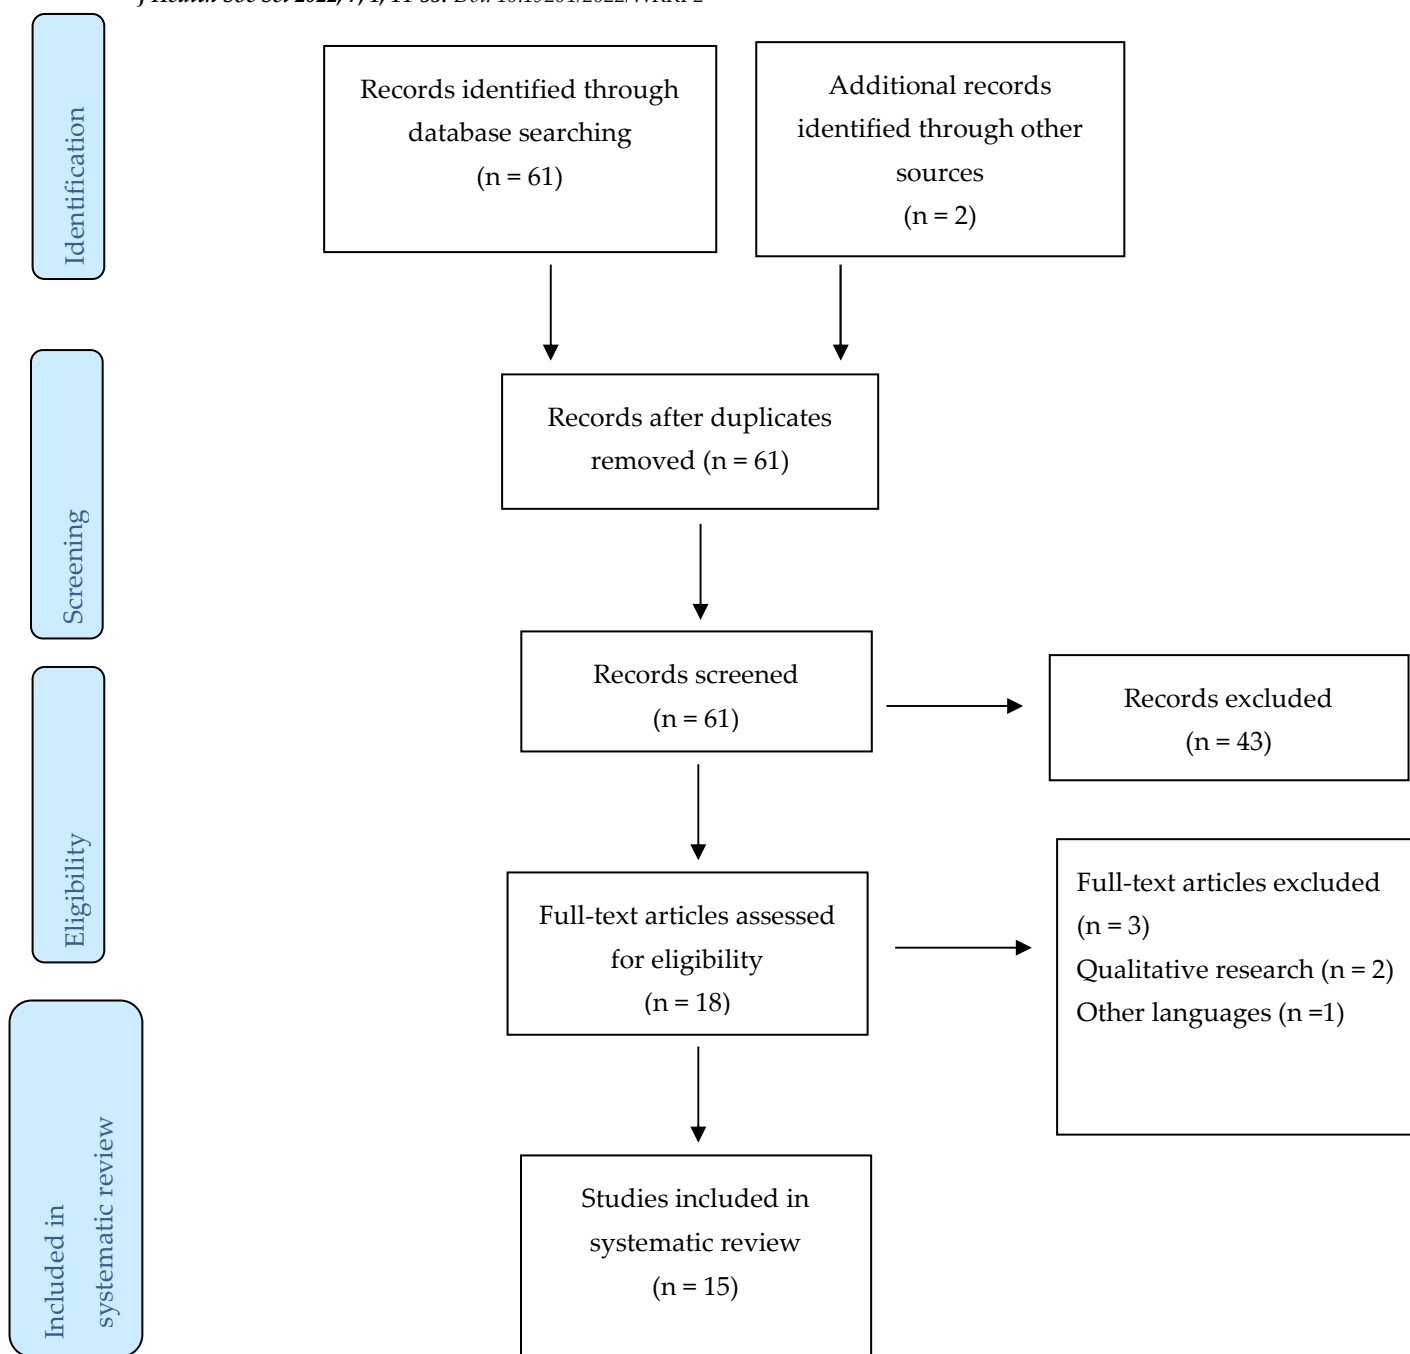 Identification
Records identified through
database searching
(n = 61)
Additional records
identified through other
sources
(n = 2)
Screening
Records after duplicates
removed (n = 61)
Records screened
(n = 61)
Records excluded
(n = 43)
Eligibility
Full-text articles assessed
for eligibility
(n = 18)
Full-text articles excluded
(n = 3)
Qualitative research (n = 2)
Other languages (n =1)
Included in
systematic review
Studies included in
systematic review
(n = 15)